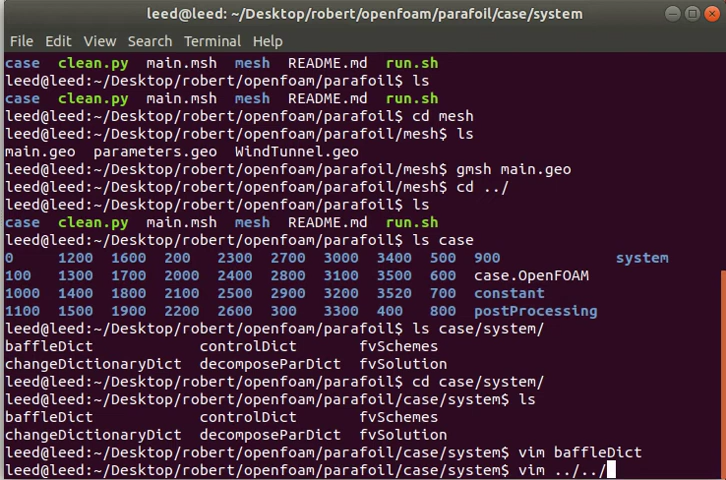 leed@leed: ~/Desktop/robert/openfoam/parafoil/case/system
File Edit View Search Terminal Help
case clean.py main.msh mesh README.md run.sh
leed@leed:~/Desktop/robert/openfoam/parafoil$ ls
case clean.py main.msh mesh README.md run.sh
leed@leed:~/Desktop/robert/openfoam/parafoil$ cd mesh
leed@leed:~/Desktop/robert/openfoam/parafoil/mesh$ ls
main.geo parameters.geo WindTunnel.geo
leed@leed:~/Desktop/robert/openfoam/parafoil/mesh$ gmsh main.geo
leed@leed:~/Desktop/robert/openfoam/parafoil/mesh$ cd ../
leed@leed:~/Desktop/robert/openfoam/parafoil$ ls
case clean.py main.msh mesh README.md run.sh
leed@leed:~/Desktop/robert/openfoam/parafoil$ ls case
0 1200 1600 200 2300 2700 3000 3400 500 900 system
100 1300 1700 2000 2400 2800 3100 3500 600 case.OpenFOAM
1000 1400 1800 2100 2500 2900 3200 3520 700 constant
1100 1500 1900 2200 2600 300 3300 400 800 postProcessing
leed@leed:~/Desktop/robert/openfoam/parafoil$ ls case/system/
baffleDict controlDict fvSchemes
changeDictionaryDict decomposeParDict fvSolution
leed@leed:~/Desktop/robert/openfoam/parafoil$ cd case/system/
leed@leed:~/Desktop/robert/openfoam/parafoil/case/system$ ls
baffleDict controlDict fvSchemes
changeDictionaryDict decomposeParDict fvSolution
leed@leed:~/Desktop/robert/openfoam/parafoil/case/system$ vim baffleDict
leed@leed:~/Desktop/robert/openfoam/parafoil/case/system$ vim ../../